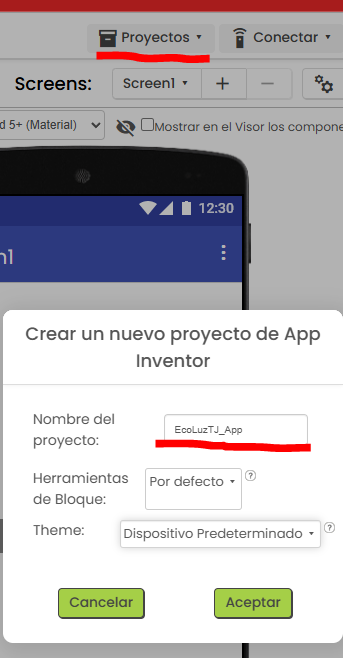 Proyectos
Conectar
Screens:
Screen1
d 5+ (Material)
Mostrar en el Visor los compone
12:30
n1
Crear un nuevo proyecto de App
Inventor
Nombre del
proyecto:
EcoLuzTJ_App
Herramientas
de Bloque:
Por defecto
Theme:
Dispositivo Predeterminado
Cancelar
Aceptar